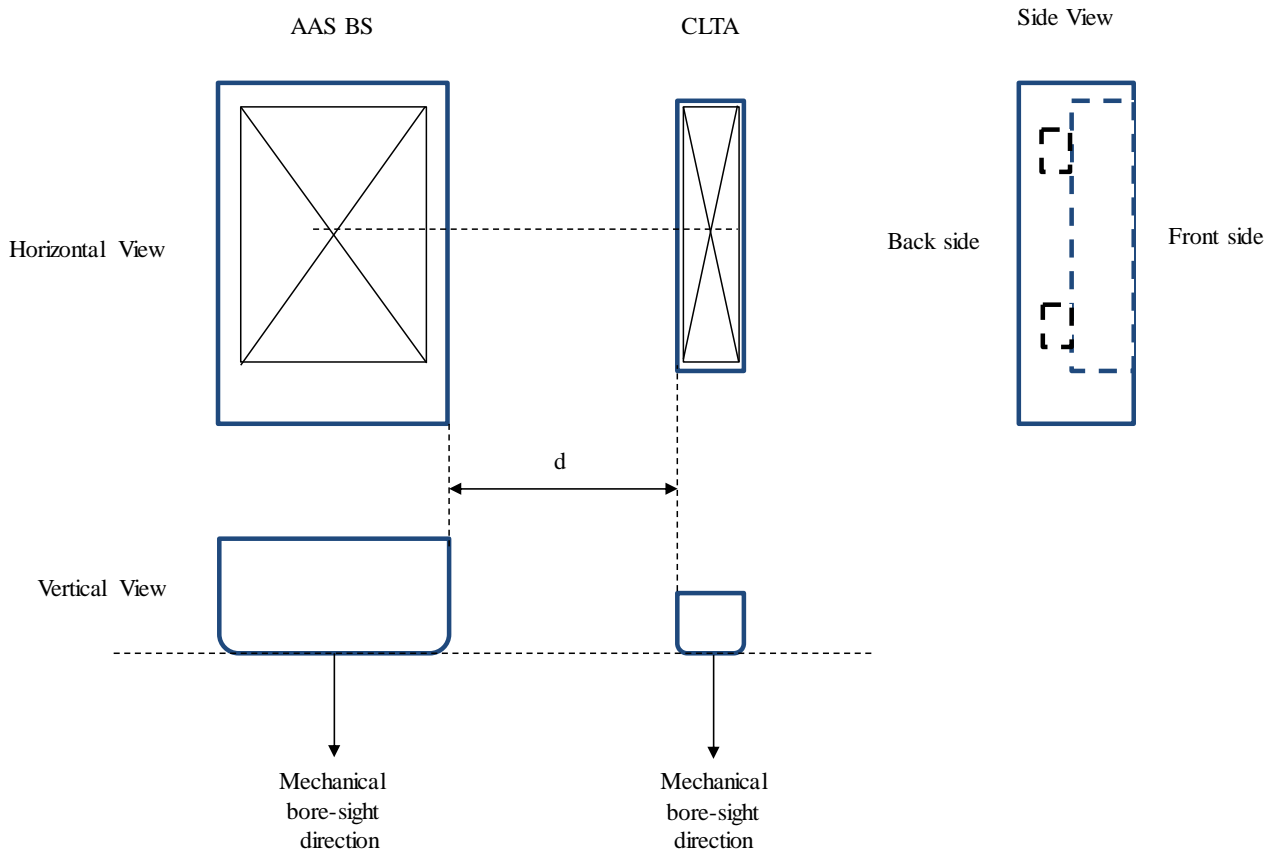 AAS BS
CLTA
Side View
Horizontal View
Back side
Front side
d
Vertical View
Mechanical
bore-sight
direction
Mechanical
bore-sight
direction